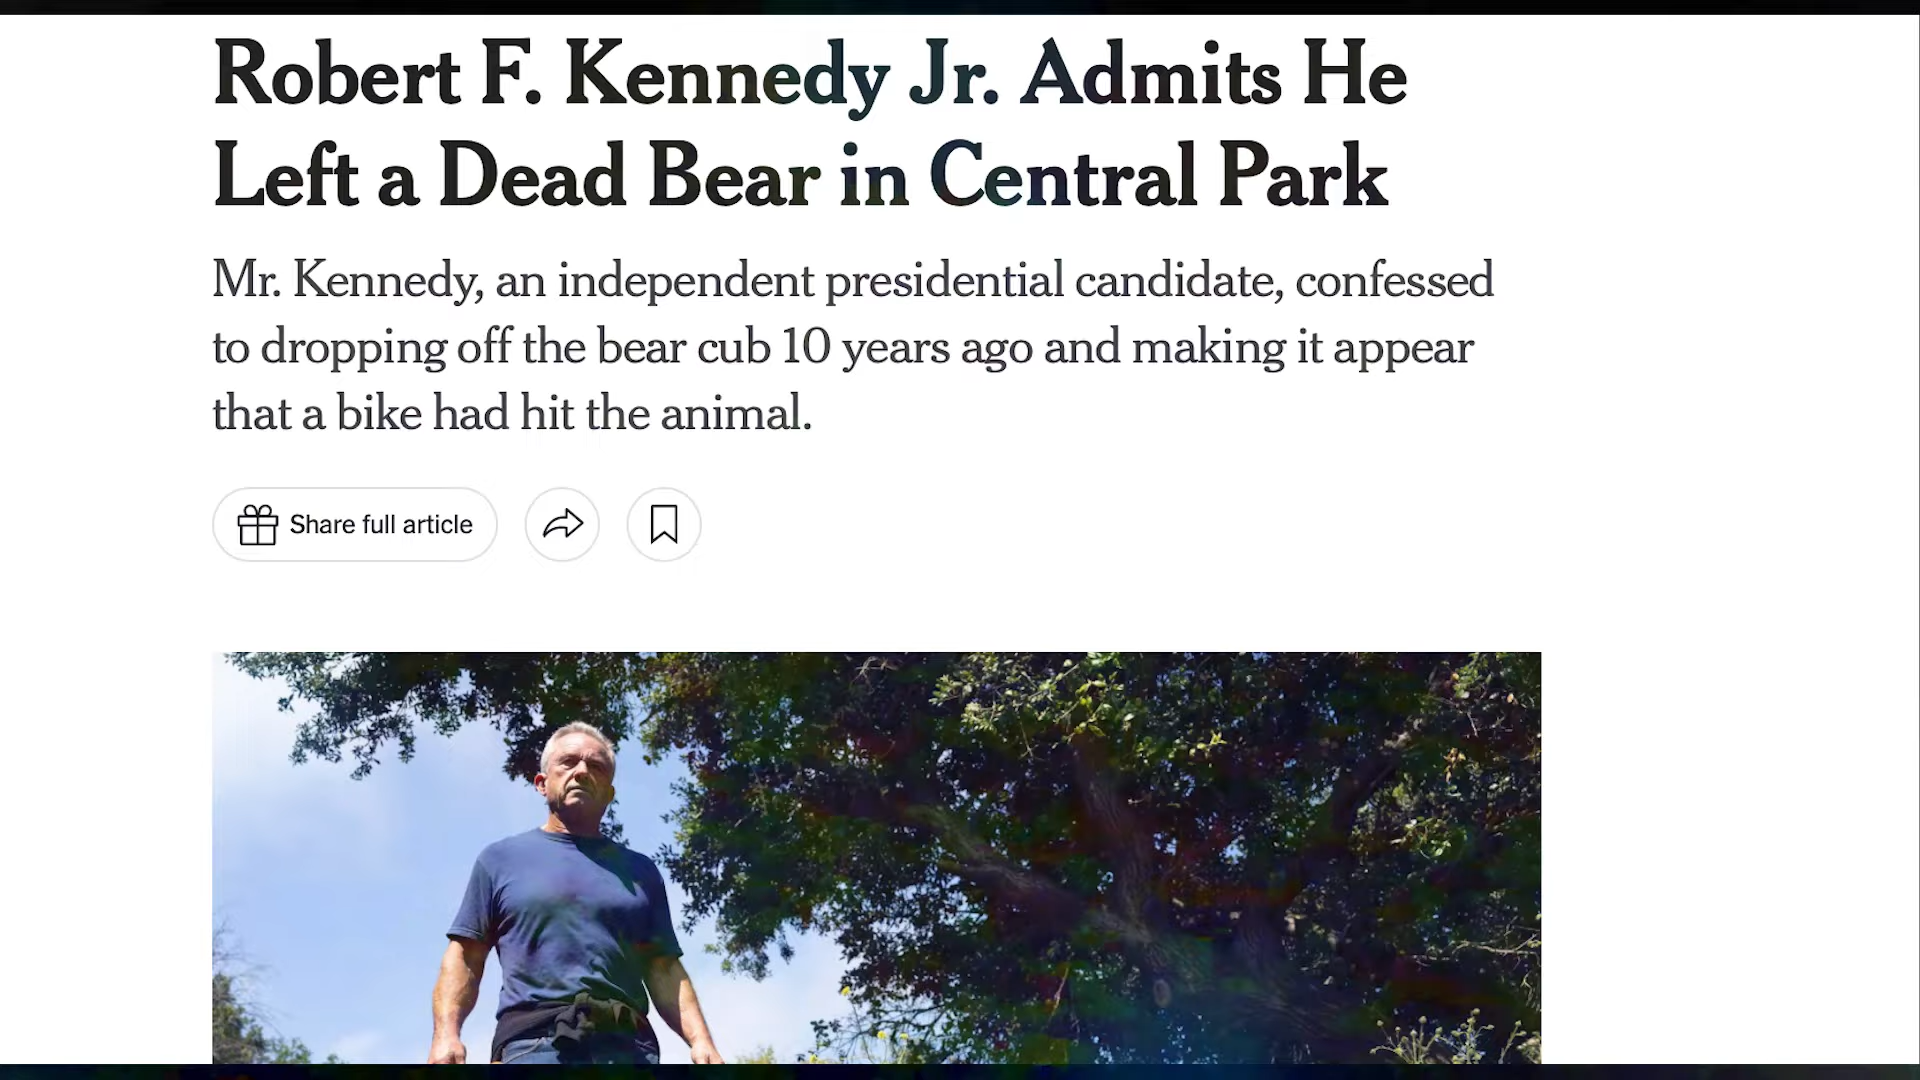 Robert F. Kennedy Jr. Admits He
Left a Dead Bear in Central Park
Mr. Kennedy, an independent presidential candidate, confessed
to dropping off the bear cub 10 years ago and making it appear
that a bike had hit the animal.
Share full article